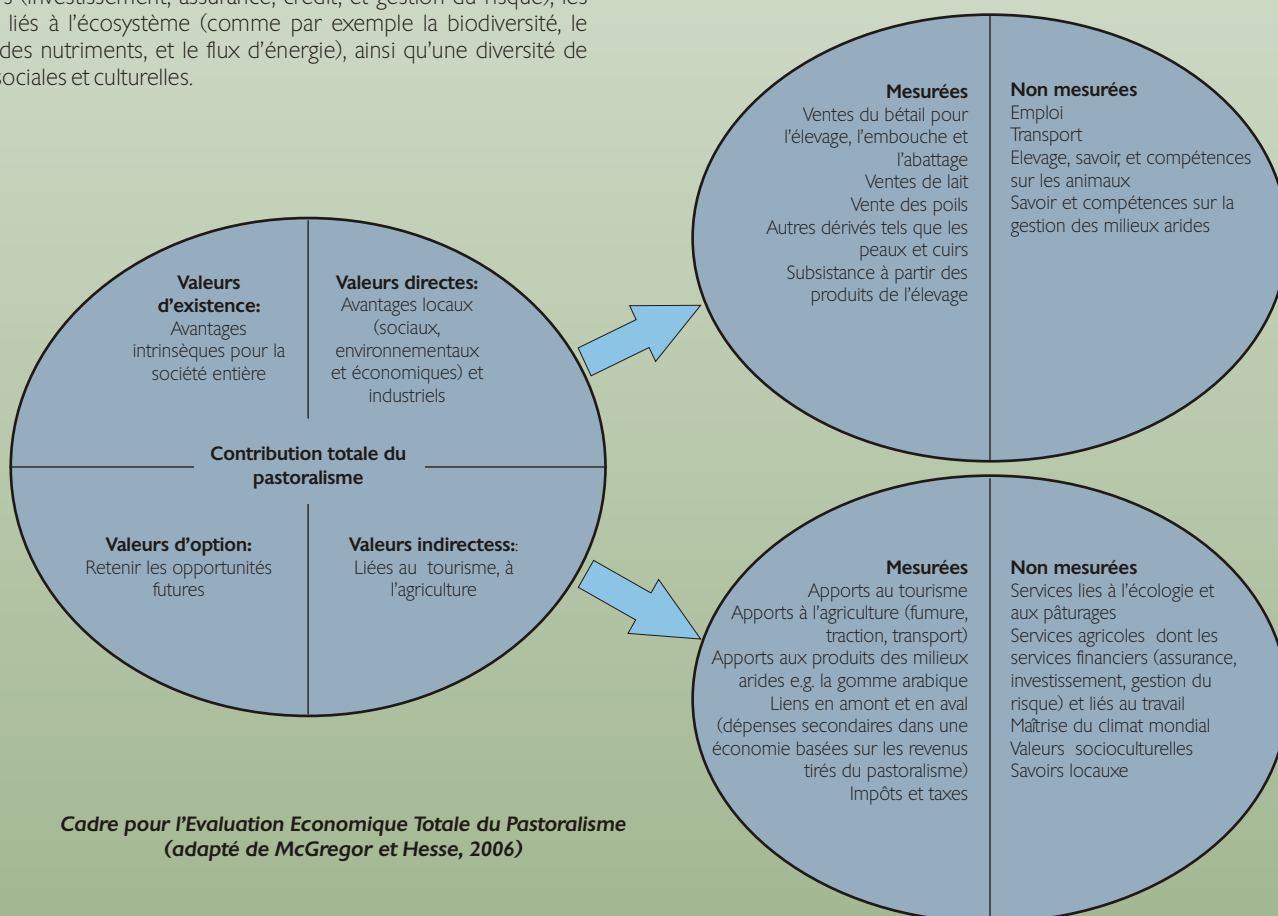 s (investissement, assurance, crédit, et gestion du risque), les
liés à l’écosystème (comme par exemple la biodiversité, le
des nutriments, et le flux d’énergie), ainsi qu’une diversité de
sociales et culturelles.
Valeurs
d’existence:
Avantages
intrinsèques pour la
société entière
Valeurs directes:
Avantages locaux
(sociaux,
environnementaux
et économiques) et
industriels
Contribution totale du
pastoralisme
Valeurs d’option:
Retenir les opportunités
futures
Valeurs indirectess::
Liées au tourisme, à
l’agriculture
Mesurées
Ventes du bétail pour
l’élevage, l’embouche et
l’abattage
Ventes de lait
Vente des poils
Autres dérivés tels que les
peaux et cuirs
Subsistance à partir des
produits de l’élevage
Non mesurées
Emploi
Transport
Elevage, savoir, et compétences
sur les animaux
Savoir et compétences sur la
gestion des milieux arides
Mesurées
Apports au tourisme
Apports à l’agriculture (fumure,
traction, transport)
Apports aux produits des milieux
arides e.g. la gomme arabique
Liens en amont et en aval
(dépenses secondaires dans une
économie basées sur les revenus
tirés du pastoralisme)
Impôts et taxes
Non mesurées
Services lies à l’écologie et
aux pâturages
Services agricoles dont les
services financiers (assurance,
investissement, gestion du
risque) et liés au travail
Maîtrise du climat mondial
Valeurs socioculturelles
Savoirs locauxe
Cadre pour l’Evaluation Economique Totale du Pastoralisme
(adapté de McGregor et Hesse, 2006)